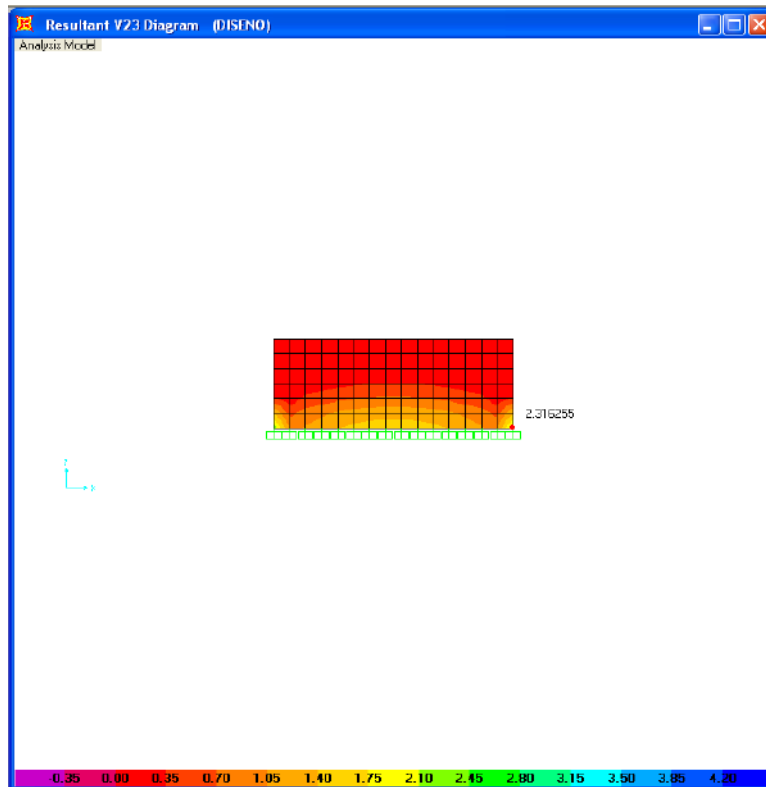 Resultant V23 Diagram (DISENO)
Analysis Model
2.316255
-0.35 0.00 0.35 0.70 1.05 1.40 1.75 2.10 2.45 2.80 3.15 3.50 3.85 4.20